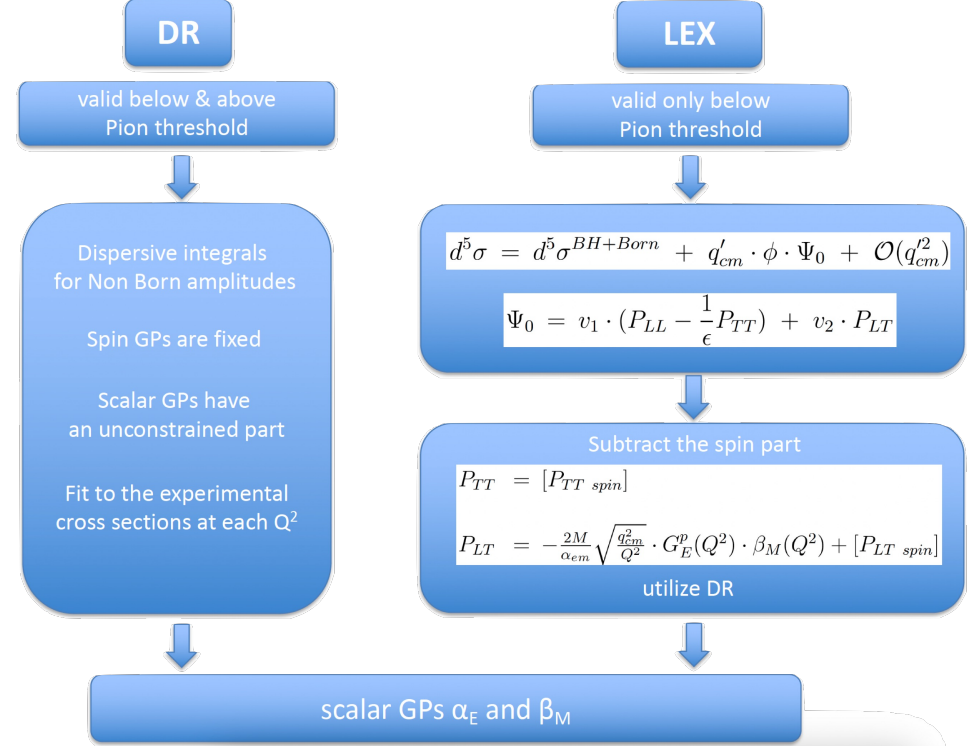 DR
valid below & above
Pion threshold
Dispersive integrals
for Non Born amplitudes
Spin GPs are fixed
Scalar GPs have
an unconstrained part
Fit to the experimental
cross sections at each Q²
LEX
valid only below
Pion threshold
d⁵σ = d⁵σ^{BH+Born} + q′_{cm} · ϕ · Ψ₀ + 𝒪(q′²_{cm})
Ψ₀ = v₁ · (P_{LL} − \frac{1}{ϵ}P_{TT}) + v₂ · P_{LT}
Subtract the spin part
P_{TT} = [P_{TT spin}]
P_{LT} = −\frac{2M}{α_{em}} \sqrt{\frac{q²_{cm}}{Q²}} · G^p_E(Q²) · β_M(Q²) + [P_{LT spin}]
utilize DR
scalar GPs α_E and β_M